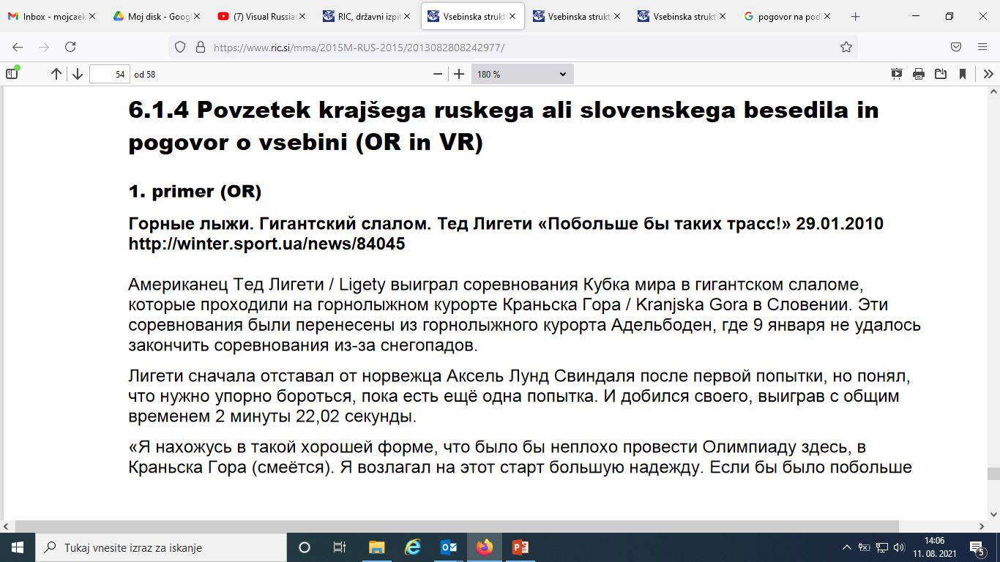 Inbox - mojcaek
Moj disk - Googl
(7) Visual Russian
RIC, državni izpit
Vsebinska strukt
Vsebinska strukt
Vsebinska strukt
pogovor na pod
https://www.ric.si/mma/2015M-RUS-2015/2013082808242977/
54 od 58
180 %
6.1.4 Povzetek krajšega ruskega ali slovenskega besedila in
pogovor o vsebini (OR in VR)
1. primer (OR)
Горные лыжи. Гигантский слалом. Тед Лигети «Побольше бы таких трасс!» 29.01.2010
http://winter.sport.ua/news/84045
Американец Тед Лигети / Ligety выиграл соревнования Кубка мира в гигантском слаломе,
которые проходили на горнолыжном курорте Краньска Гора / Kranjska Gora в Словении. Эти
соревнования были перенесены из горнолыжного курорта Адельбоден, где 9 января не удалось
закончить соревнования из-за снегопадов.
Лигети сначала отставал от норвежца Аксель Лунд Свиндаля после первой попытки, но понял,
что нужно упорно бороться, пока есть ещё одна попытка. И добился своего, выиграв с общим
временем 2 минуты 22,02 секунды.
«Я нахожусь в такой хорошей форме, что было бы неплохо провести Олимпиаду здесь, в
Краньска Гора (смеётся). Я возлагал на этот старт большую надежду. Если бы было побольше
Tukaj vnesite izraz za iskanje
14:06
11. 08. 2021
5